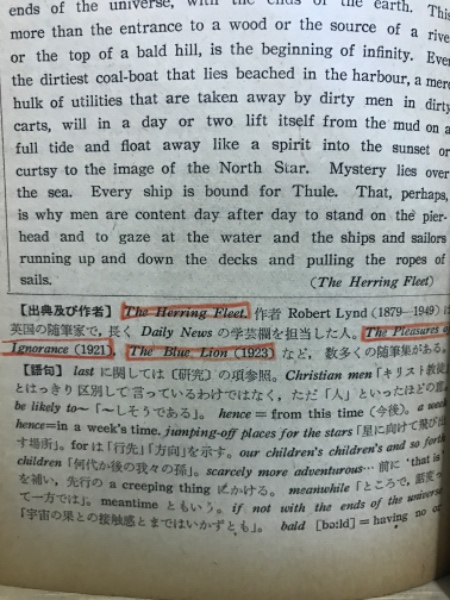 ends of the universe, with the ends of the earth. This
more than the entrance to a wood or the source of a rive
or the top of a bald hill, is the beginning of infinity. Even
the dirtiest coal-boat that lies beached in the harbour, a mere
hulk of utilities that are taken away by dirty men in dirty
carts, will in a day or two lift itself from the mud on a
full tide and float away like a spirit into the sunset or
curtsy to the image of the North Star. Mystery lies over
the sea. Every ship is bound for Thule. That, perhaps,
is why men are content day after day to stand on the pier-
head and to gaze at the water and the ships and sailors
running up and down the decks and pulling the ropes of
sails. (The Herring Fleet)
【出典及び作者】 The Herring Fleet. 作者 Robert Lynd (1879—1949) は
英国の随筆家で, 長く Daily News の学芸欄を担当した人。The Pleasures of
Ignorance (1921), The Blue Lion (1923) など, 数多くの随筆集がある。
【語句】 last に関しては〔研究〕の項参照。Christian men 「キリスト教徒
とはっきり区別して言っているわけではなく, ただ「人」といったほどの意。
be likely to~「~しそうである」。 hence = from this time (今後)。 a week
hence=in a week's time. jumping-off places for the stars「星に向けて飛び出
す場所」。for は「行先」「方向」を示す。our children's children's and so forth
children「何代か後の我々の孫」。scarcely more adventurous… 前に 'that is'
を補い, 先行の a creeping thing にかける。 meanwhile「ところで, 話変っ
て一方では」。meantime ともいう。if not with the ends of the universe
「宇宙の果との接触感とまではいかずとも」。 bald [bɔːld] = having no or